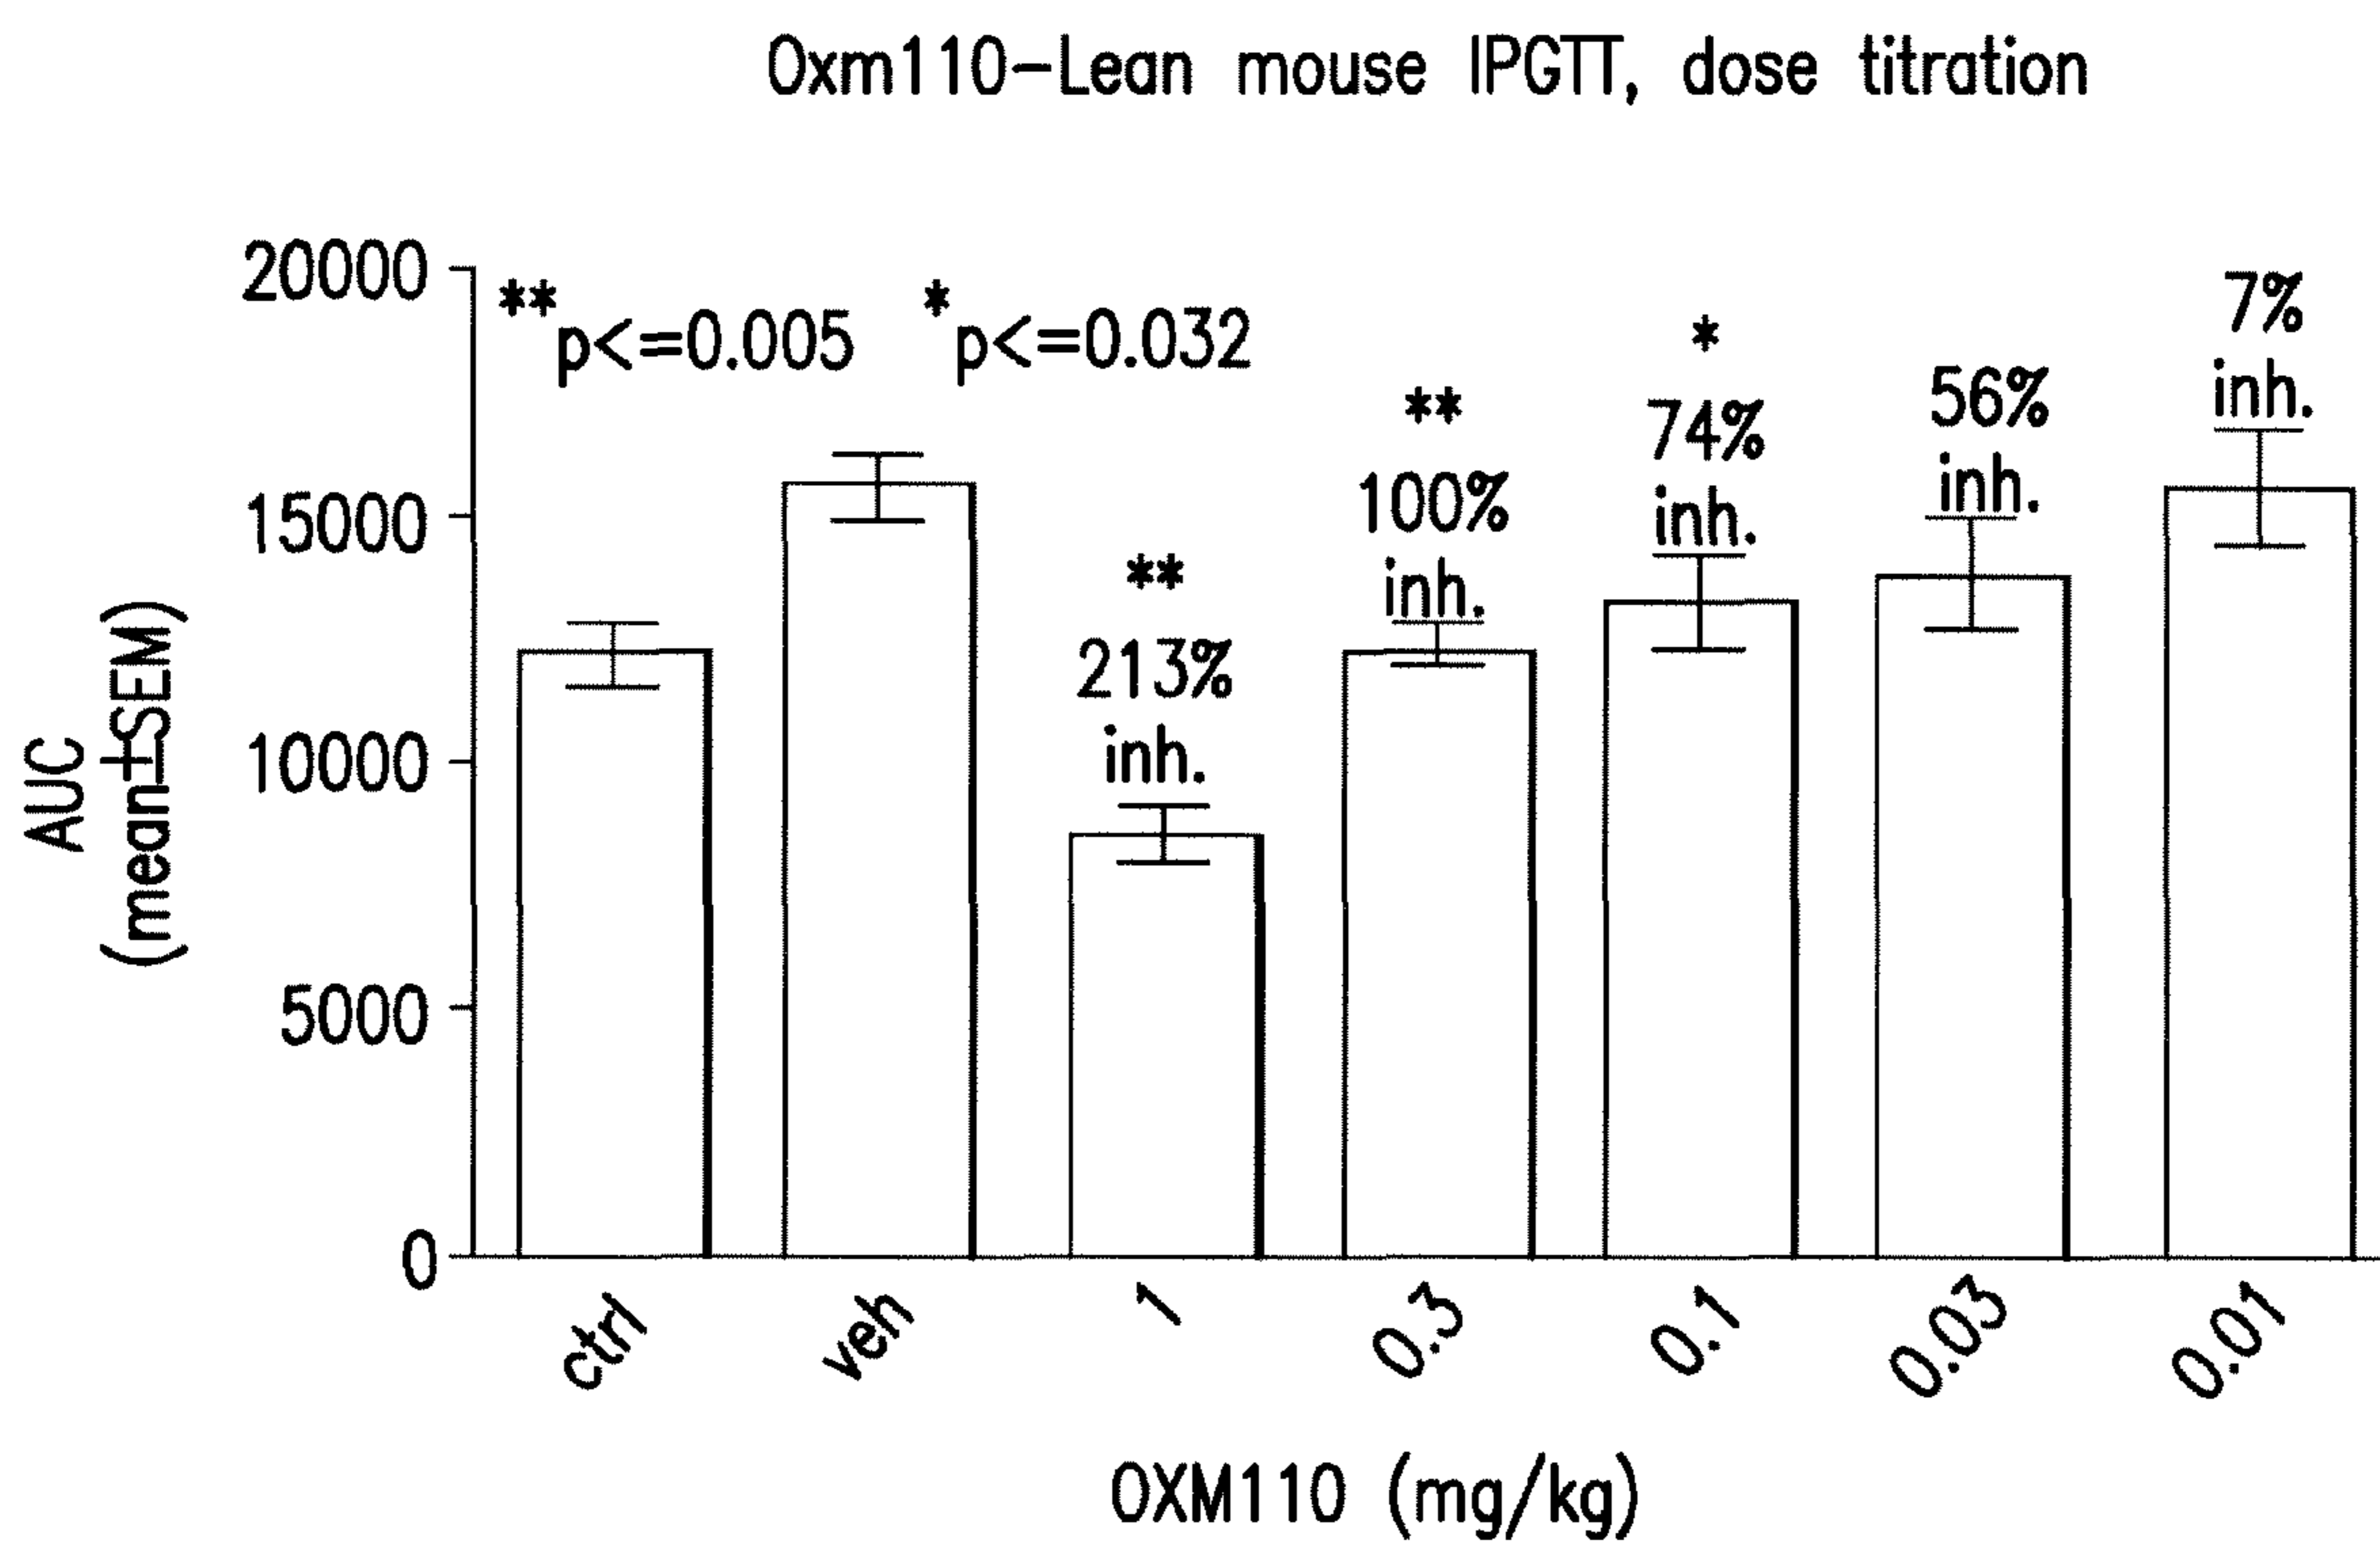 Oxm110-Lean mouse IPGTT, dose titration
AUC
(mean±SEM)
20000
15000
10000
5000
0
**p<=0.005 *p<=0.032
**
213%
inh.
**
100%
inh.
*
74%
inh.
56%
inh.
7%
inh.
ctrl veh 1 0.3 0.1 0.03 0.01
OXM110 (mg/kg)